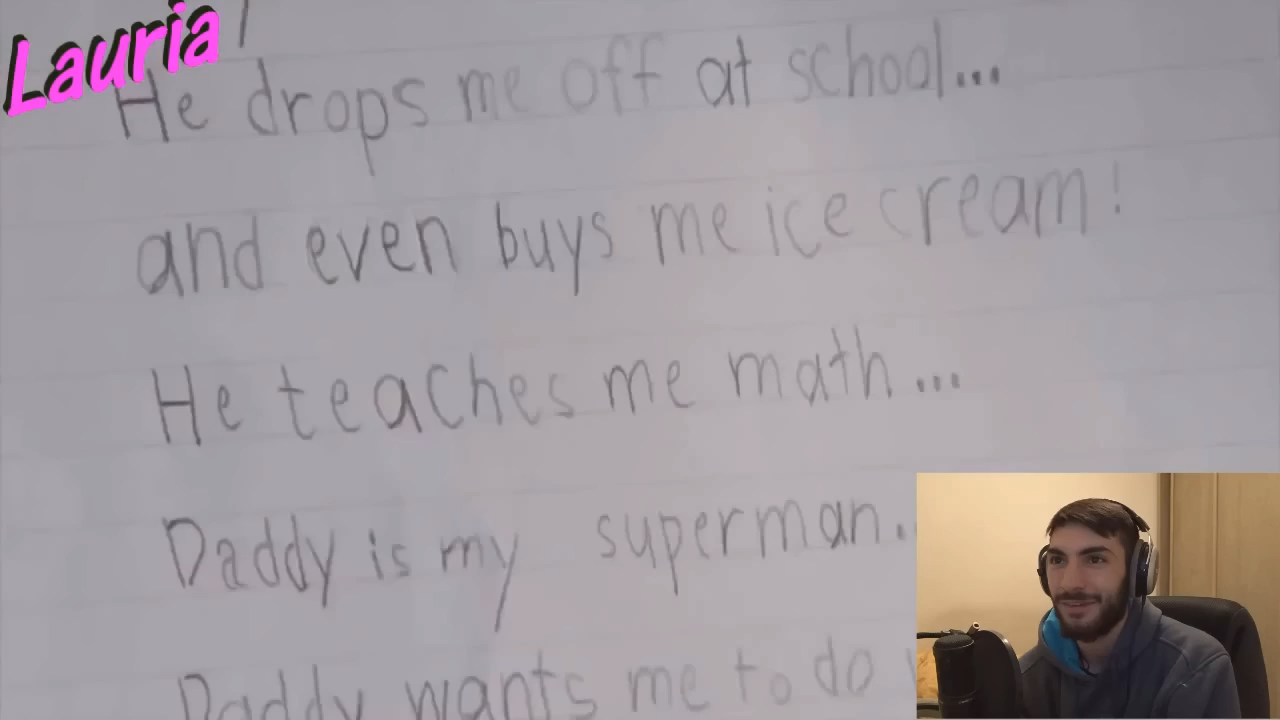 Lauria
He drops me off at school...
and even buys me ice cream!
He teaches me math...
Daddy is my superman.
Daddy wants me to do